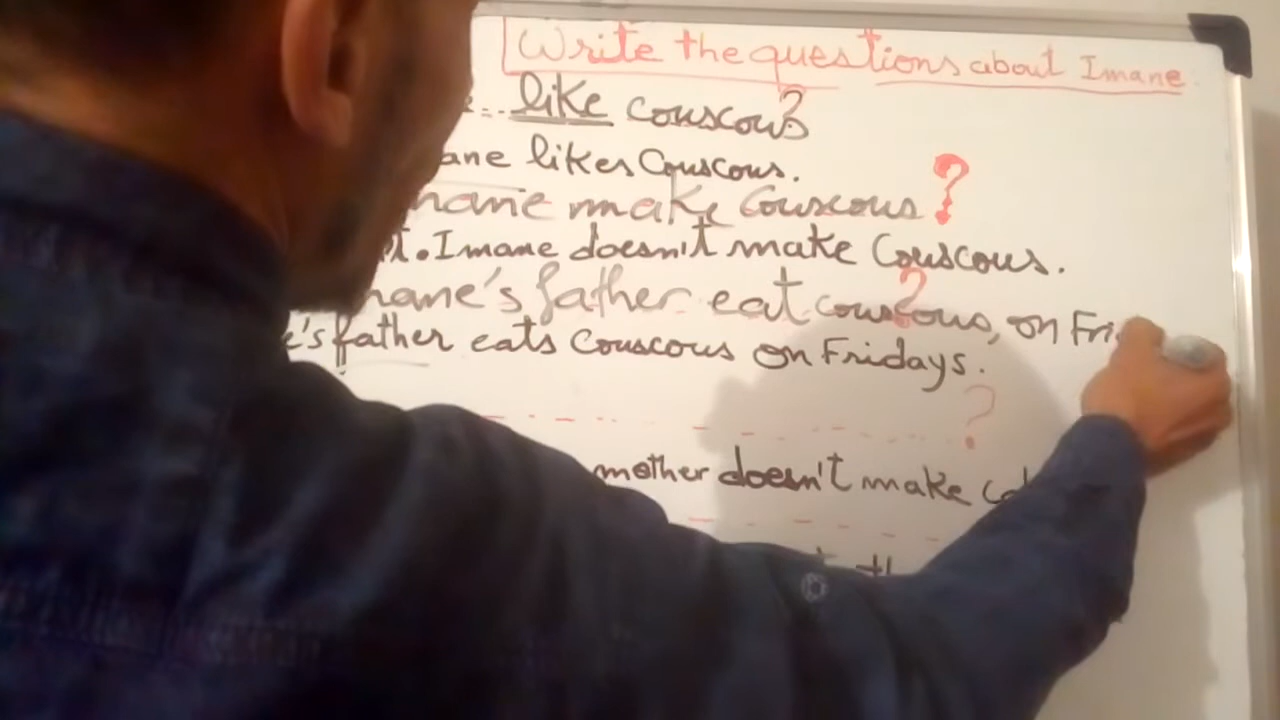 Write the questions about Imane
like couscous?
ane likes Couscous.
mane make Couscous?
t. Imane doesn't make Couscous.
mane's father eat couscous, on Fri
e's father eats Couscous on Fridays.
?
mother doesn't make